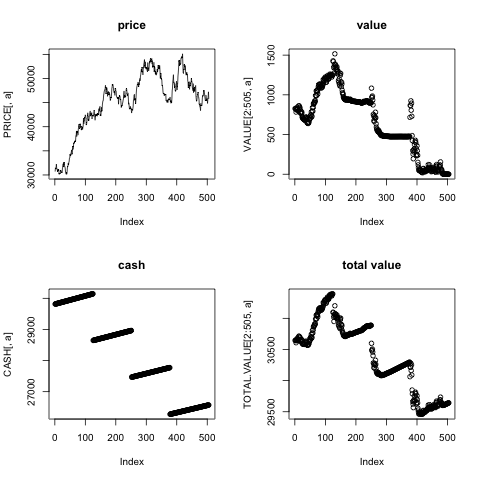 price
PRICE[, a]
30000
40000
50000
0
100
200
300
400
500
Index
value
VALUE[2:505, a]
0
500
1000
1500
0
100
200
300
400
500
Index
cash
CASH[, a]
27000
29000
0
100
200
300
400
500
Index
total value
TOTAL.VALUE[2:505, a]
29500
30500
0
100
200
300
400
500
Index